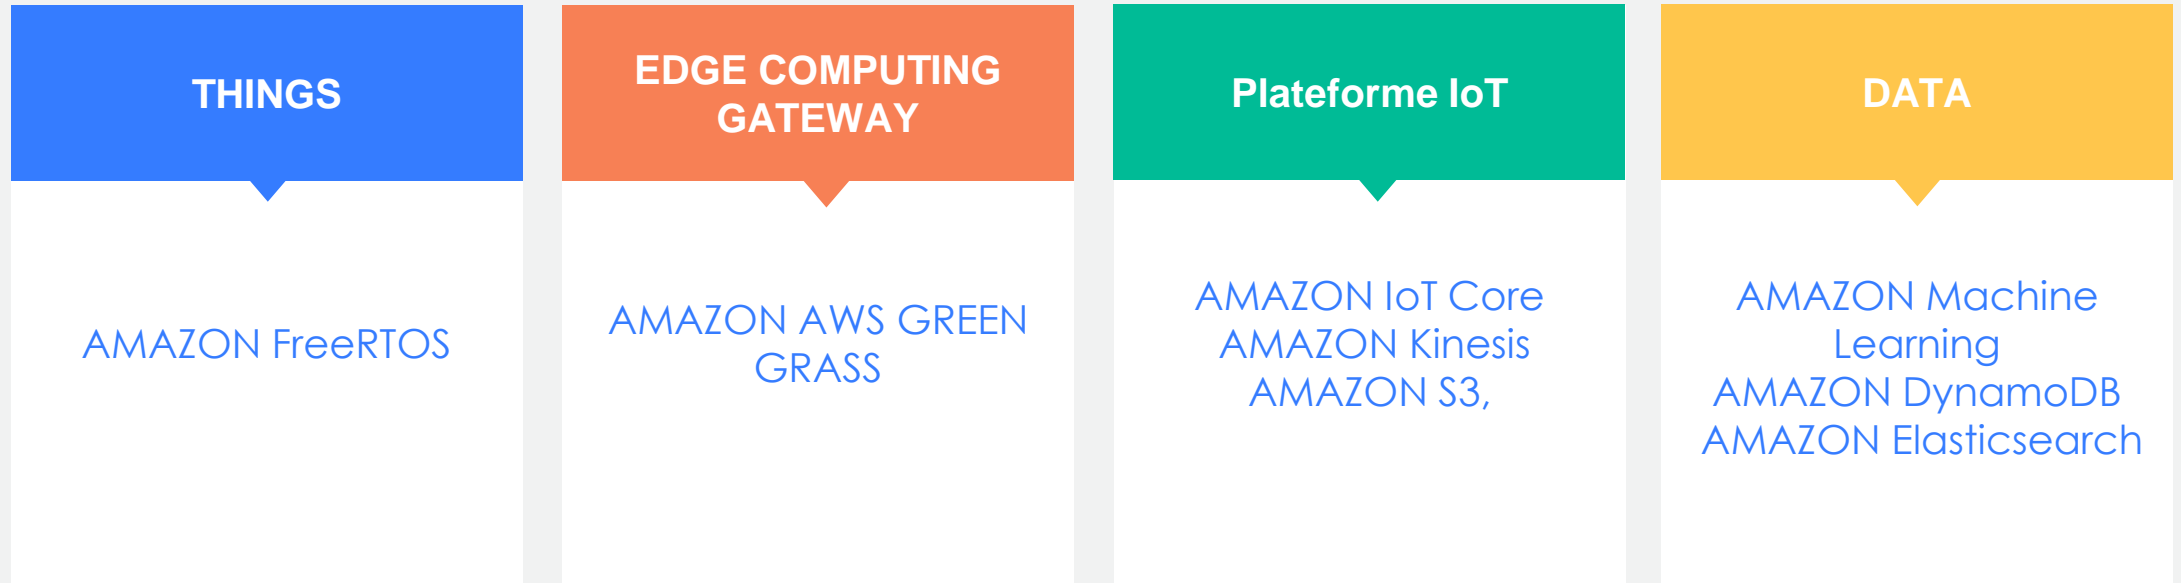 THINGS
AMAZON FreeRTOS
EDGE COMPUTING
GATEWAY
AMAZON AWS GREEN
GRASS
Plateforme IoT
AMAZON IoT Core
AMAZON Kinesis
AMAZON S3,
DATA
AMAZON Machine
Learning
AMAZON DynamoDB
AMAZON Elasticsearch